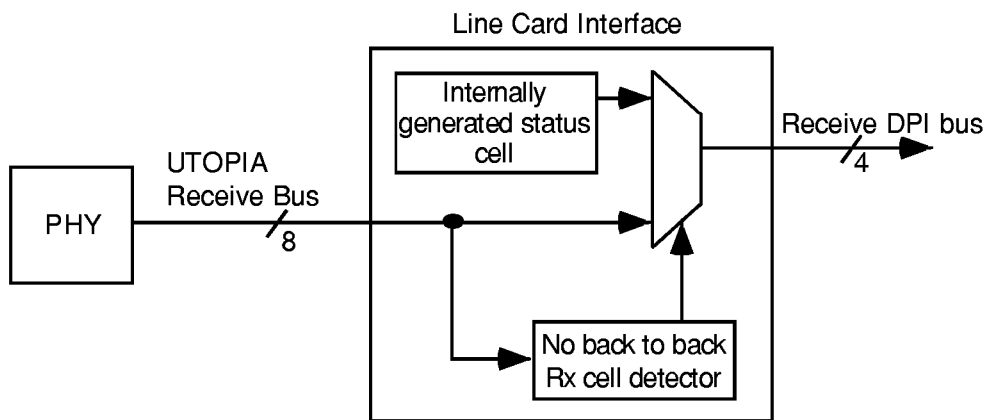 Line Card Interface
Internally
generated status
cell
Receive DPI bus
4
UTOPIA
Receive Bus
8
PHY
No back to back
Rx cell detector